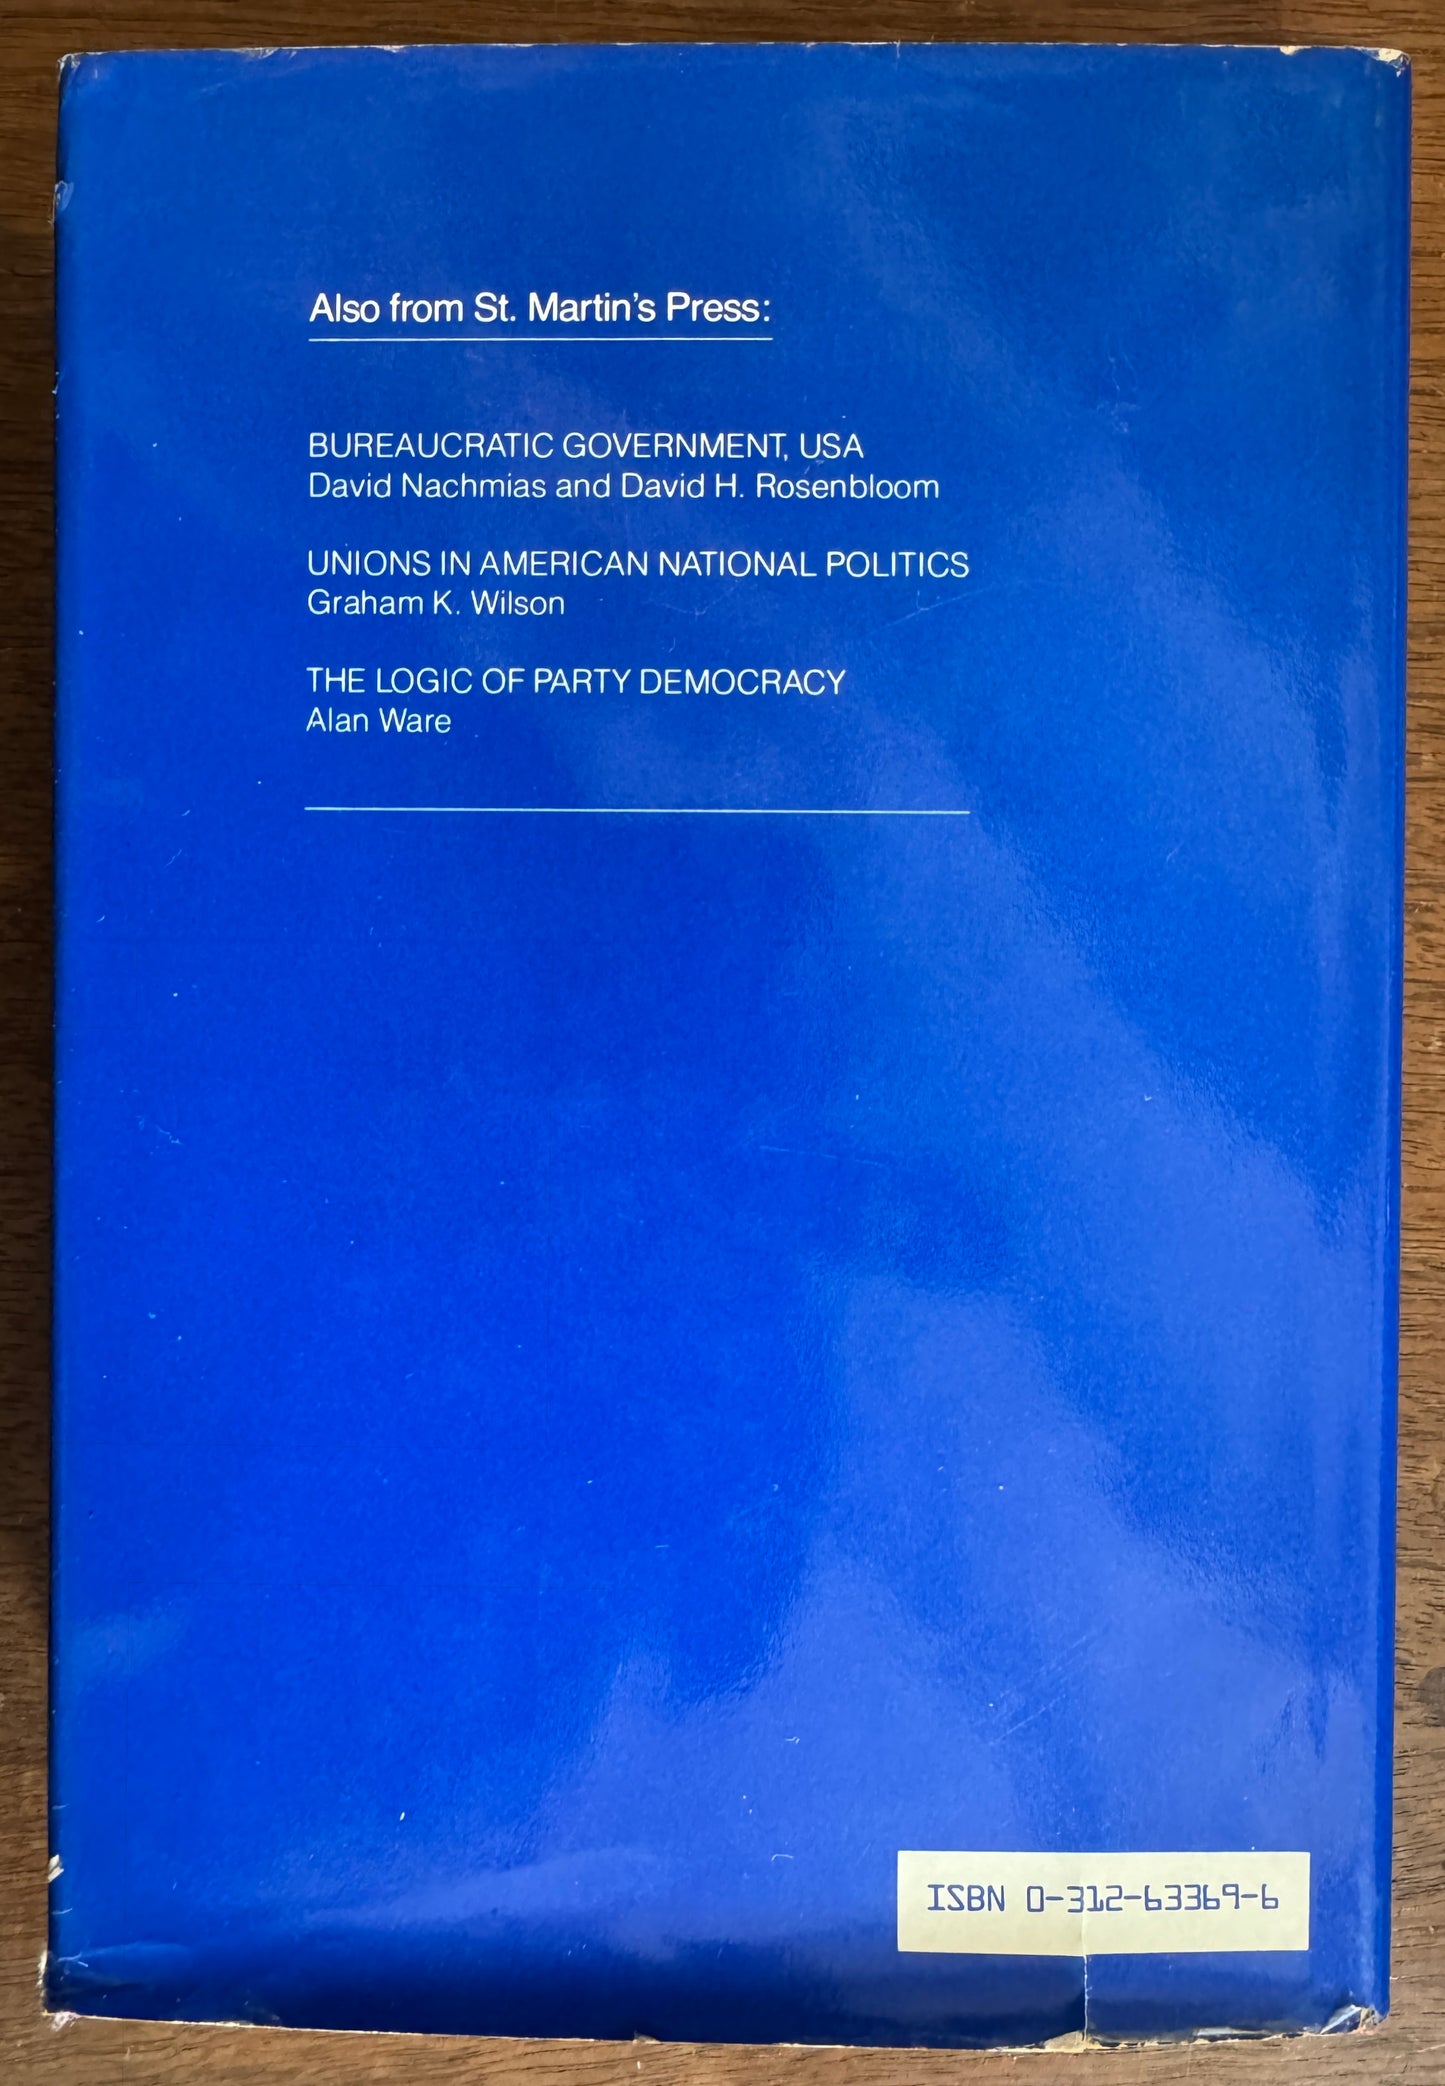 Also from St. Martin's Press:
BUREAUCRATIC GOVERNMENT, USA
David Nachmias and David H. Rosenbloom
UNIONS IN AMERICAN NATIONAL POLITICS
Graham K. Wilson
THE LOGIC OF PARTY DEMOCRACY
Alan Ware
ISBN 0-312-63369-6